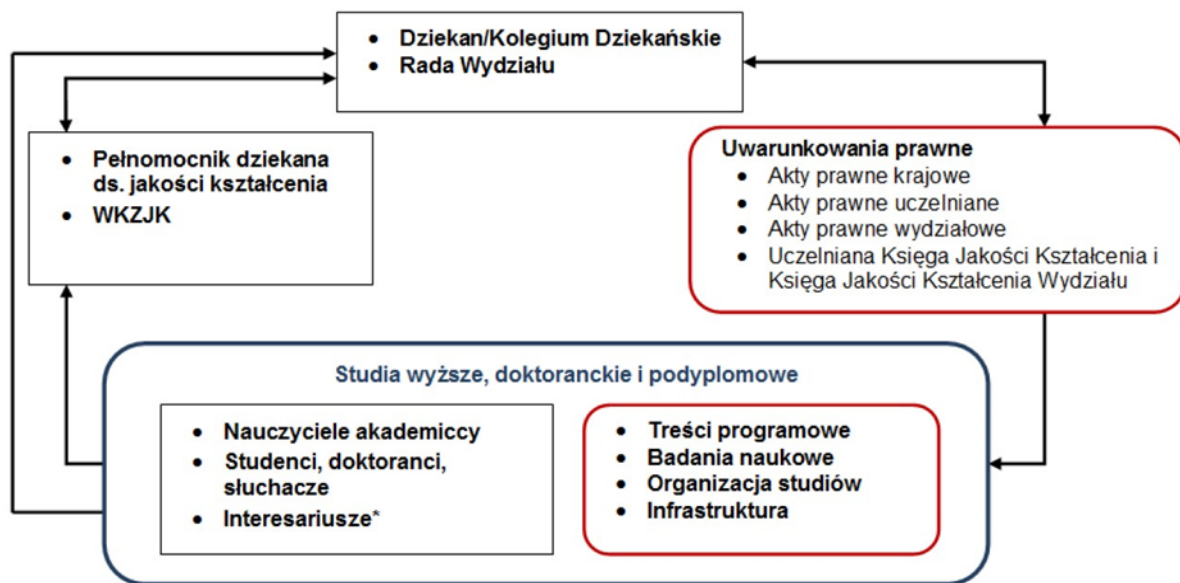 • Dziekan/Kolegium Dziekańskie
• Rada Wydziału
• Pełnomocnik dziekana
ds. jakości kształcenia
• WKZJK
Uwarunkowania prawne
• Akty prawne krajowe
• Akty prawne uczelniane
• Akty prawne wydziałowe
• Uczelniana Księga Jakości Kształcenia i
Księga Jakości Kształcenia Wydziału
Studia wyższe, doktoranckie i podyplomowe
• Nauczyciele akademiccy
• Studenci, doktoranci,
słuchacze
• Interesariusze*
• Treści programowe
• Badania naukowe
• Organizacja studiów
• Infrastruktura